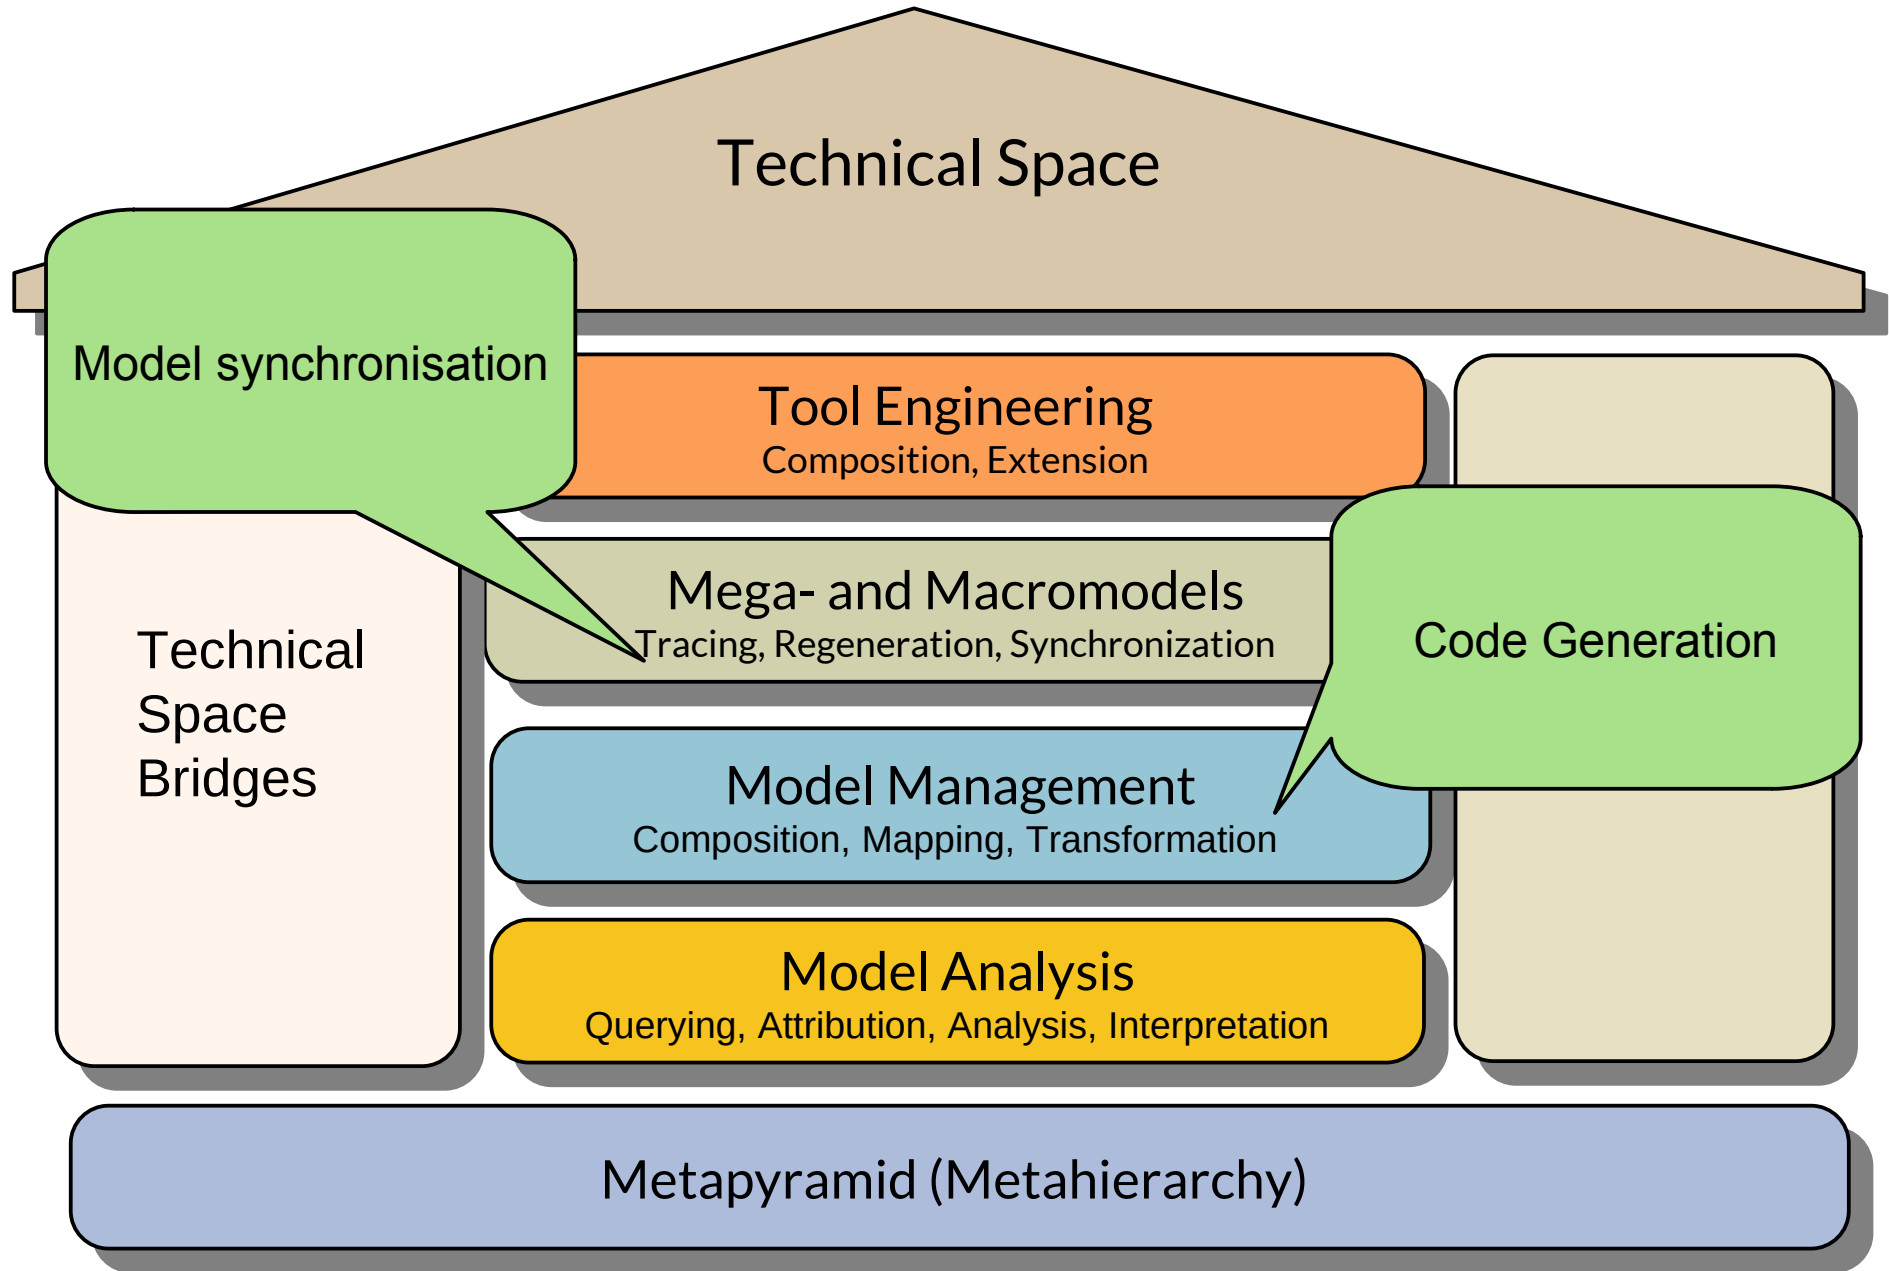 Technical Space
Model synchronisation
Tool Engineering
Composition, Extension
Mega- and Macromodels
Tracing, Regeneration, Synchronization
Code Generation
Technical
Space
Bridges
Model Management
Composition, Mapping, Transformation
Model Analysis
Querying, Attribution, Analysis, Interpretation
Metapyramid (Metahierarchy)